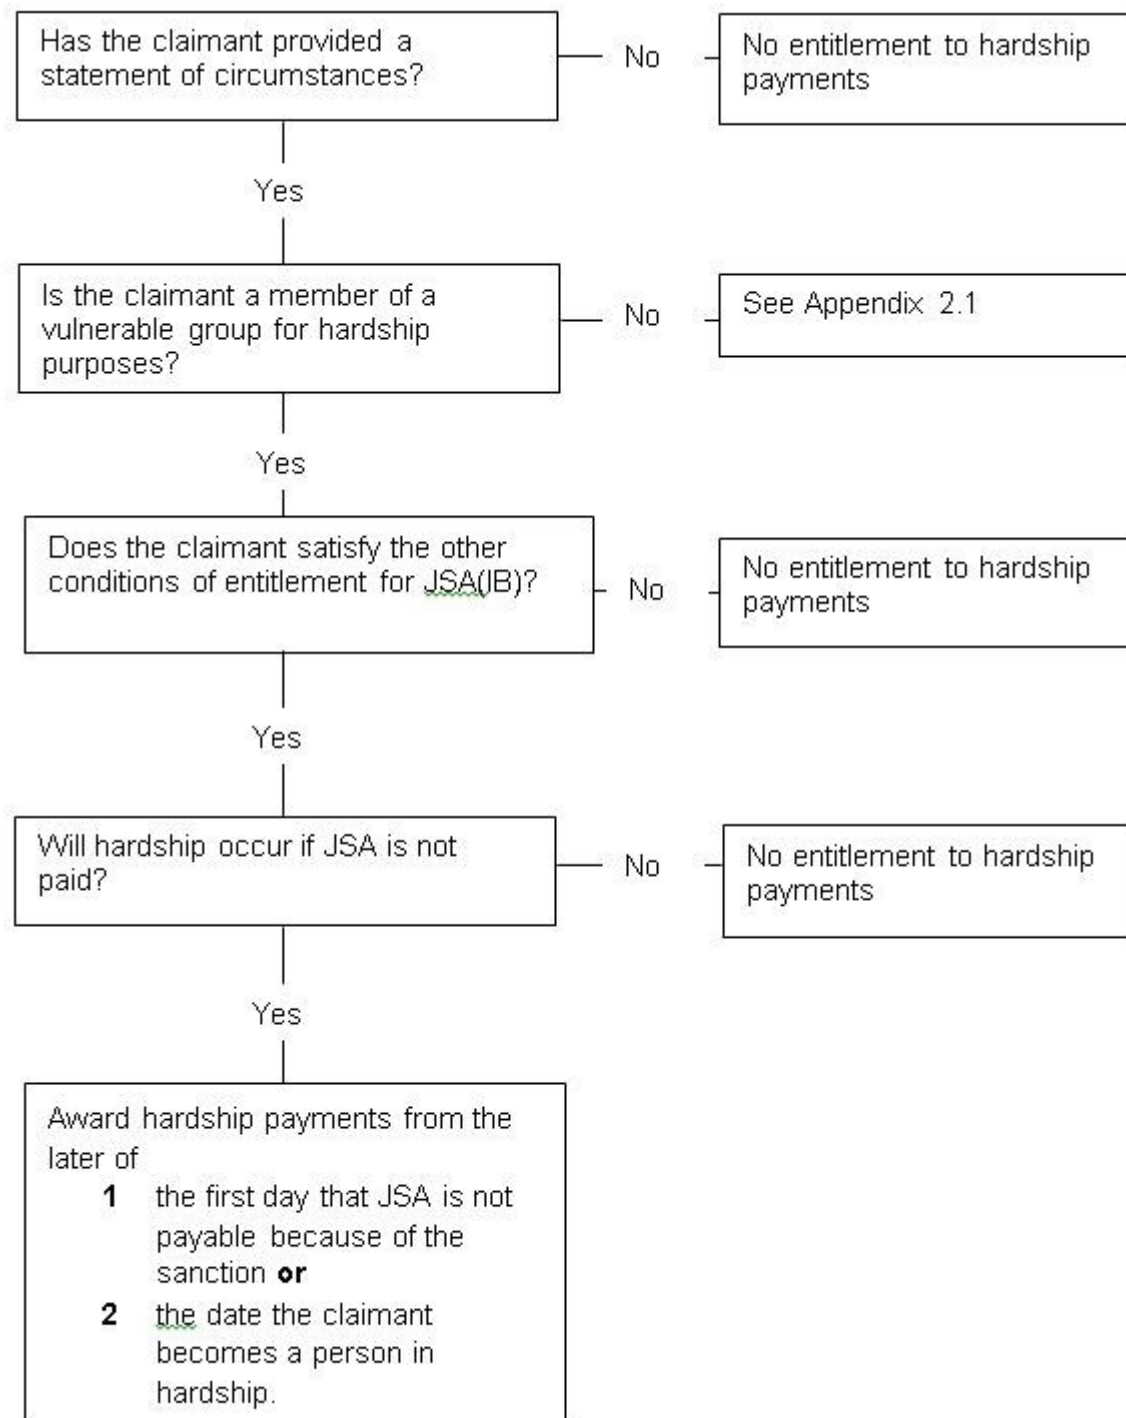 Has the claimant provided a
statement of circumstances?
No
No entitlement to hardship
payments
Yes
Is the claimant a member of a
vulnerable group for hardship
purposes?
No
See Appendix 2.1
Yes
Does the claimant satisfy the other
conditions of entitlement for JSA(IB)?
No
No entitlement to hardship
payments
Yes
Will hardship occur if JSA is not
paid?
No
No entitlement to hardship
payments
Yes
Award hardship payments from the
later of
1 the first day that JSA is not
payable because of the
sanction or
2 the date the claimant
becomes a person in
hardship.